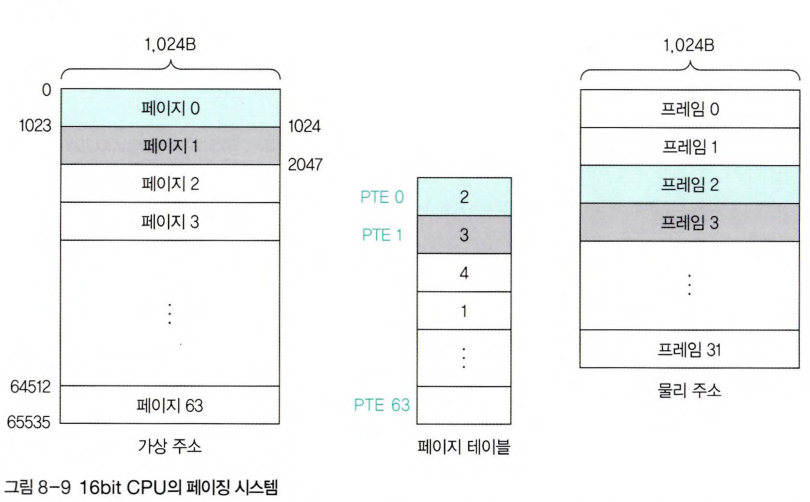 1,024B
0
페이지 0
1023
1024
페이지 1
2047
페이지 2
페이지 3
⋮
64512
페이지 63
65535
가상 주소
PTE 0
2
PTE 1
3
4
1
⋮
PTE 63
페이지 테이블
1,024B
프레임 0
프레임 1
프레임 2
프레임 3
⋮
프레임 31
물리 주소
그림 8-9 16bit CPU의 페이징 시스템